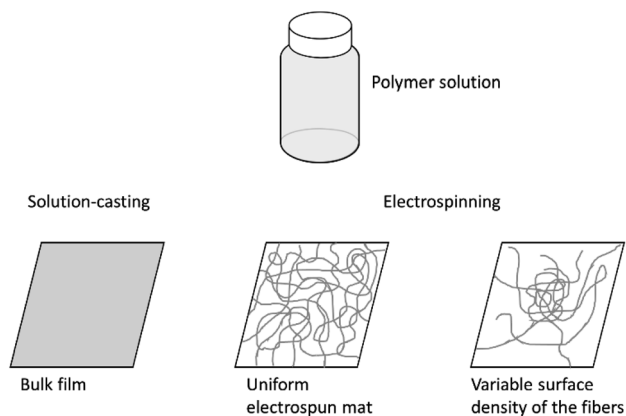 Polymer solution
Solution-casting
Electrospinning
Bulk film
Uniform
electrospun mat
Variable surface
density of the fibers